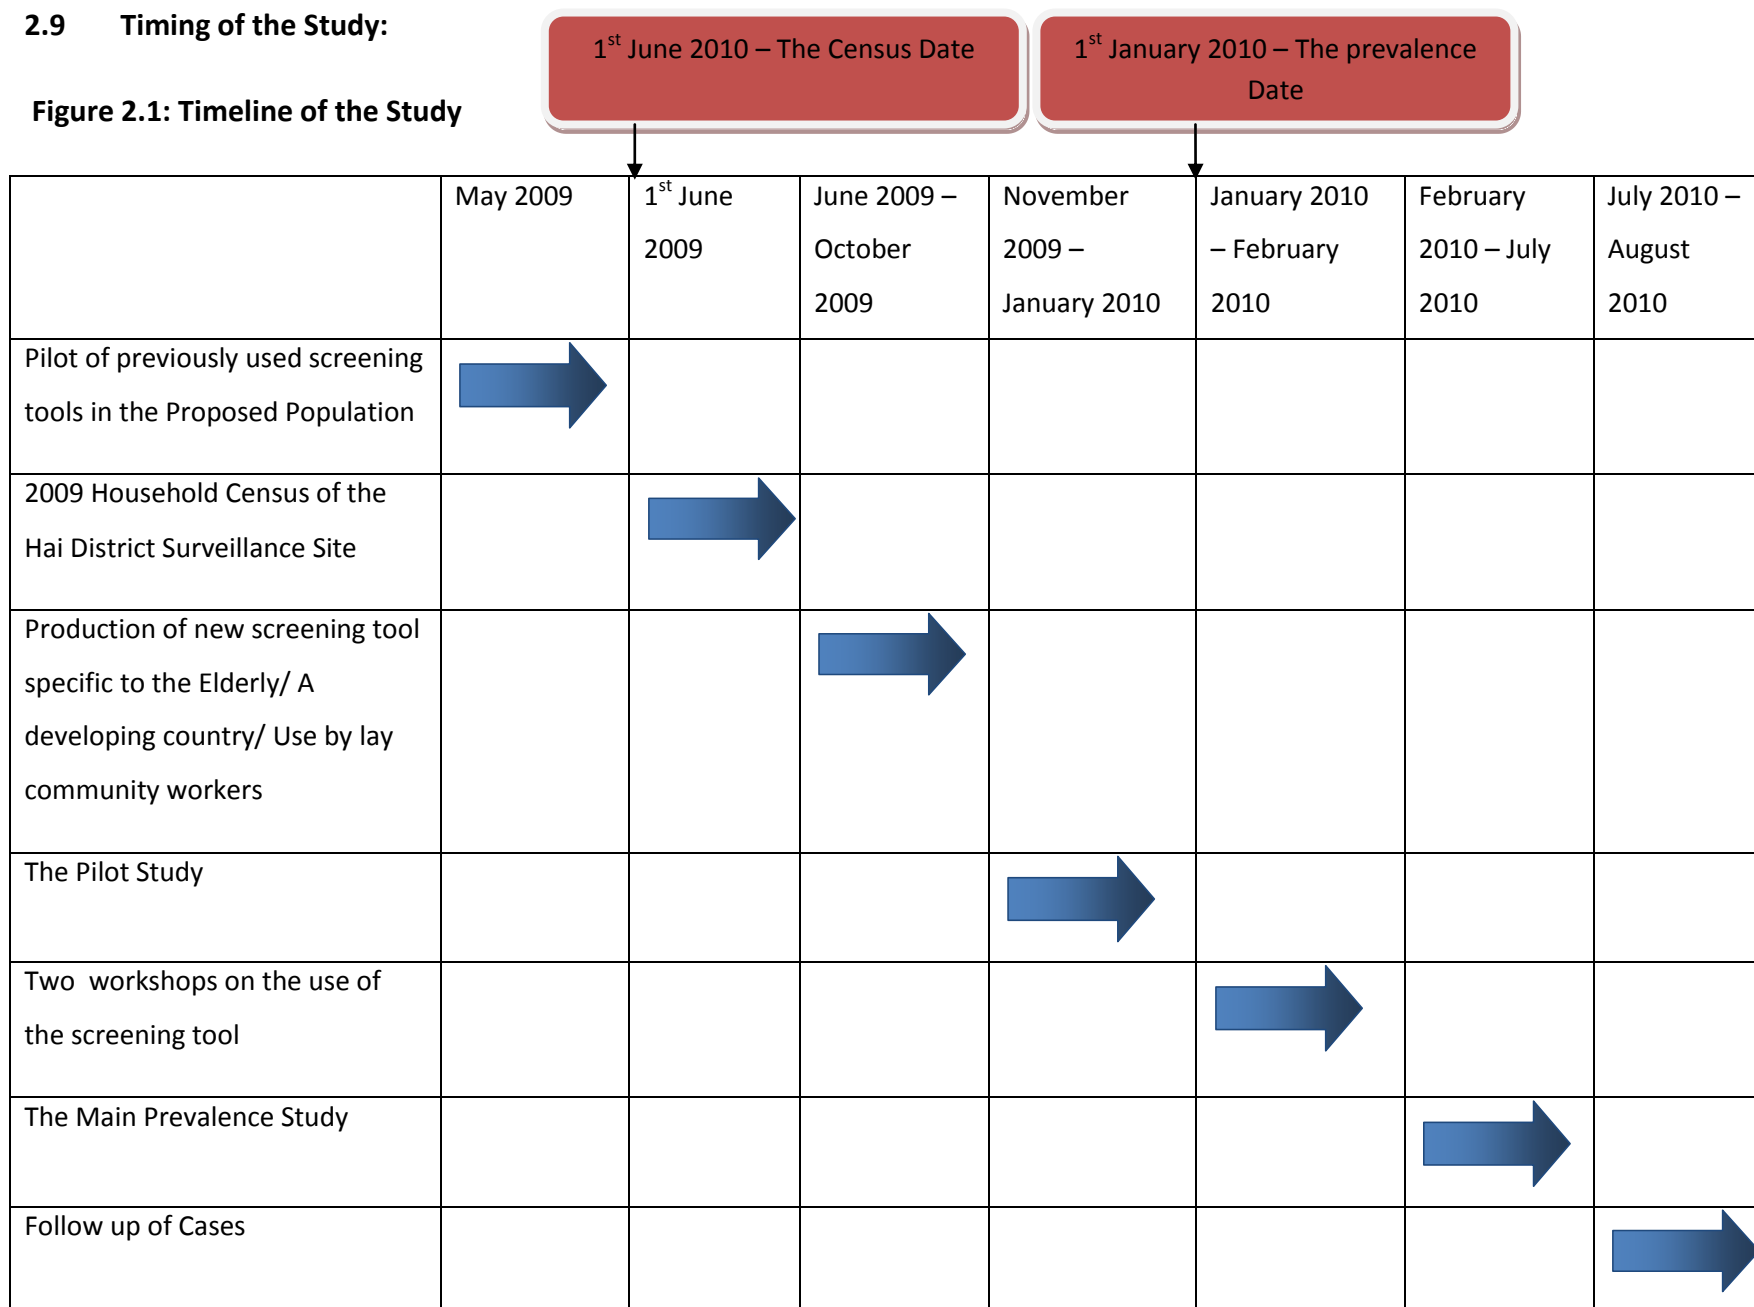 2.9 Timing of the Study:
1st June 2010 – The Census Date
1st January 2010 – The prevalence
Date
Figure 2.1: Timeline of the Study
May 2009
1st June
2009
June 2009 –
October
2009
November
2009 –
January 2010
January 2010
– February
2010
February
2010 – July
2010
July 2010 –
August
2010
Pilot of previously used screening
tools in the Proposed Population
2009 Household Census of the
Hai District Surveillance Site
Production of new screening tool
specific to the Elderly/ A
developing country/ Use by lay
community workers
The Pilot Study
Two workshops on the use of
the screening tool
The Main Prevalence Study
Follow up of Cases